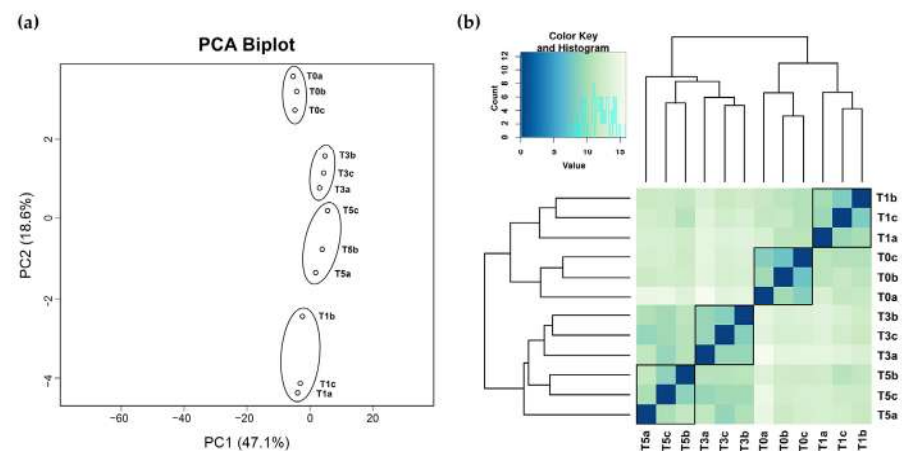 (a)
PCA Biplot
T0a
T0b
T0c
T3b
T3c
T3a
T5c
T5b
T5a
T1b
T1c
T1a
2
0
−2
−4
−60
−40
−20
0
20
PC2 (18.6%)
PC1 (47.1%)
(b)
Color Key
and Histogram
Count
0 2 4 6 8 10 12
0 5 10 15
Value
T1b
T1c
T1a
T0c
T0b
T0a
T3b
T3c
T3a
T5b
T5c
T5a
T5a T5c T5b T3a T3c T3b T0a T0b T0c T1a T1c T1b